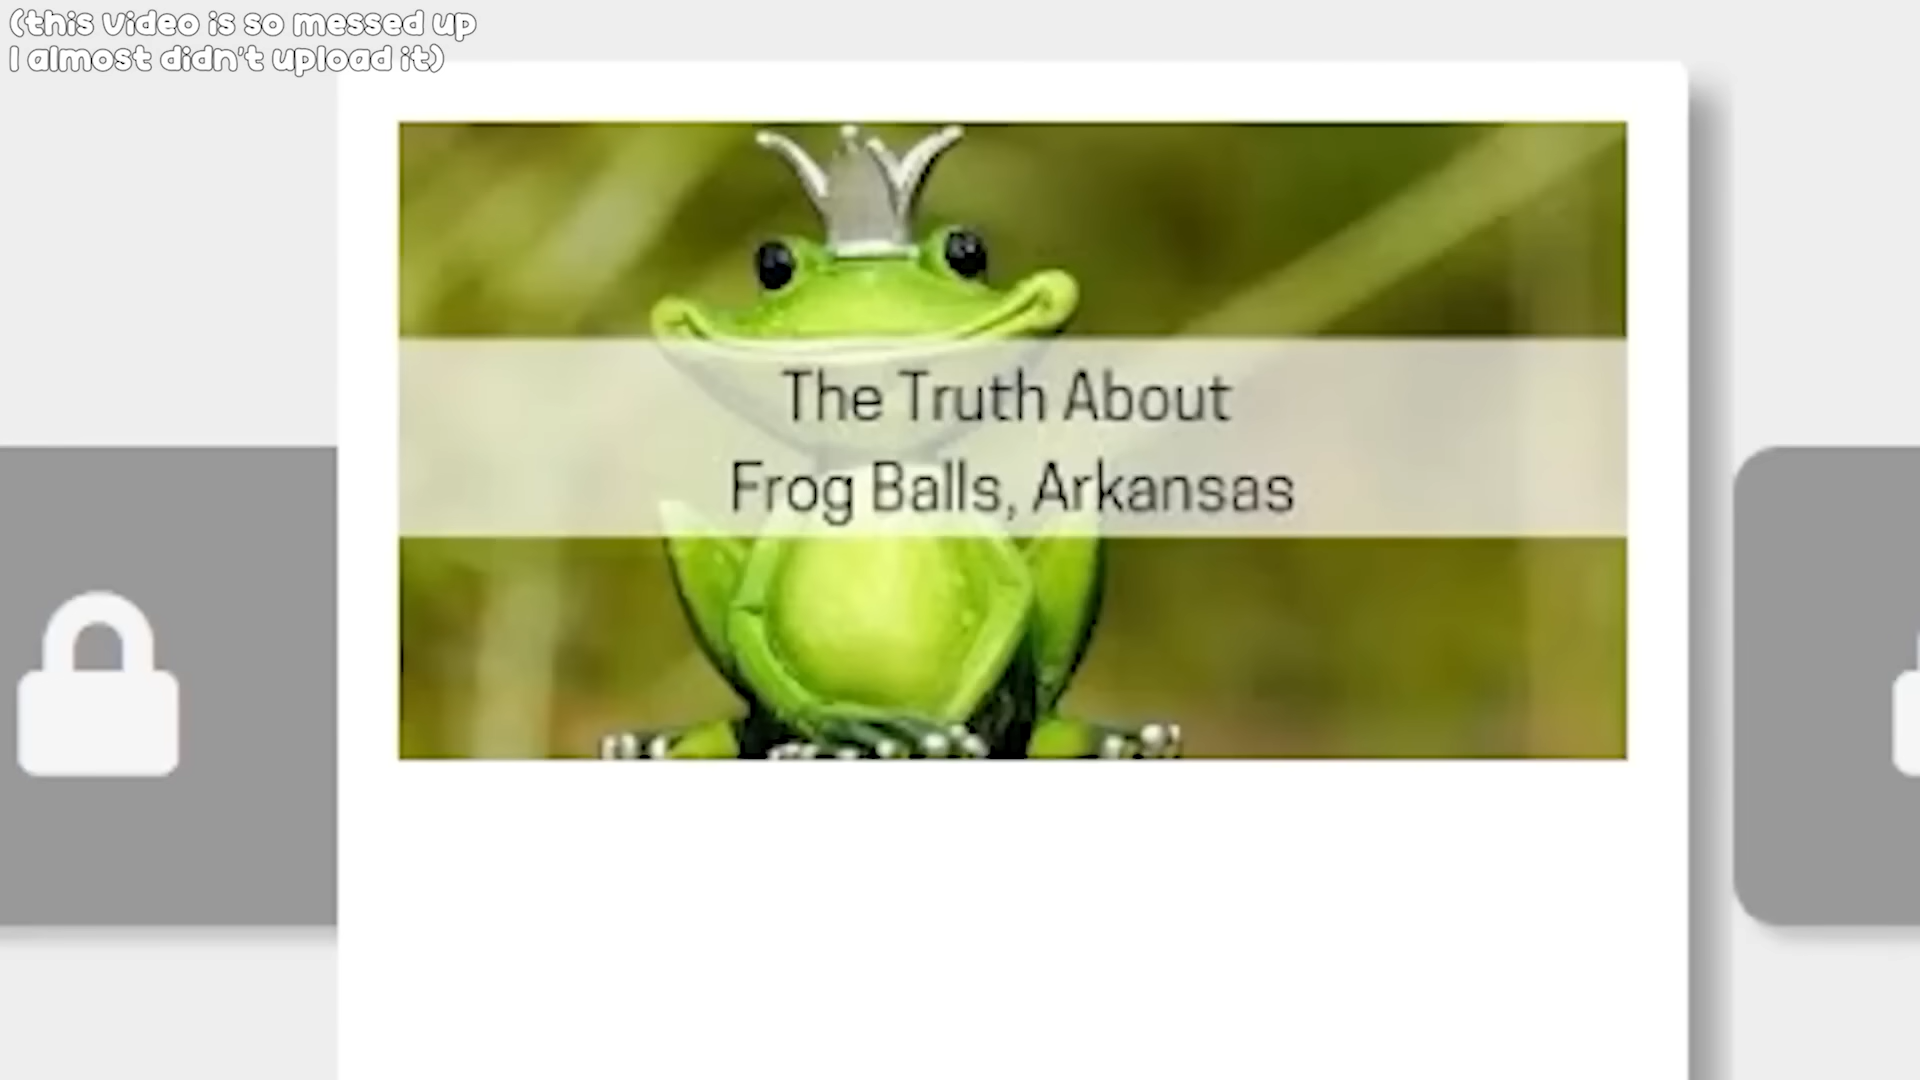 (this video is so messed up
I almost didn't upload it)
The Truth About
Frog Balls, Arkansas